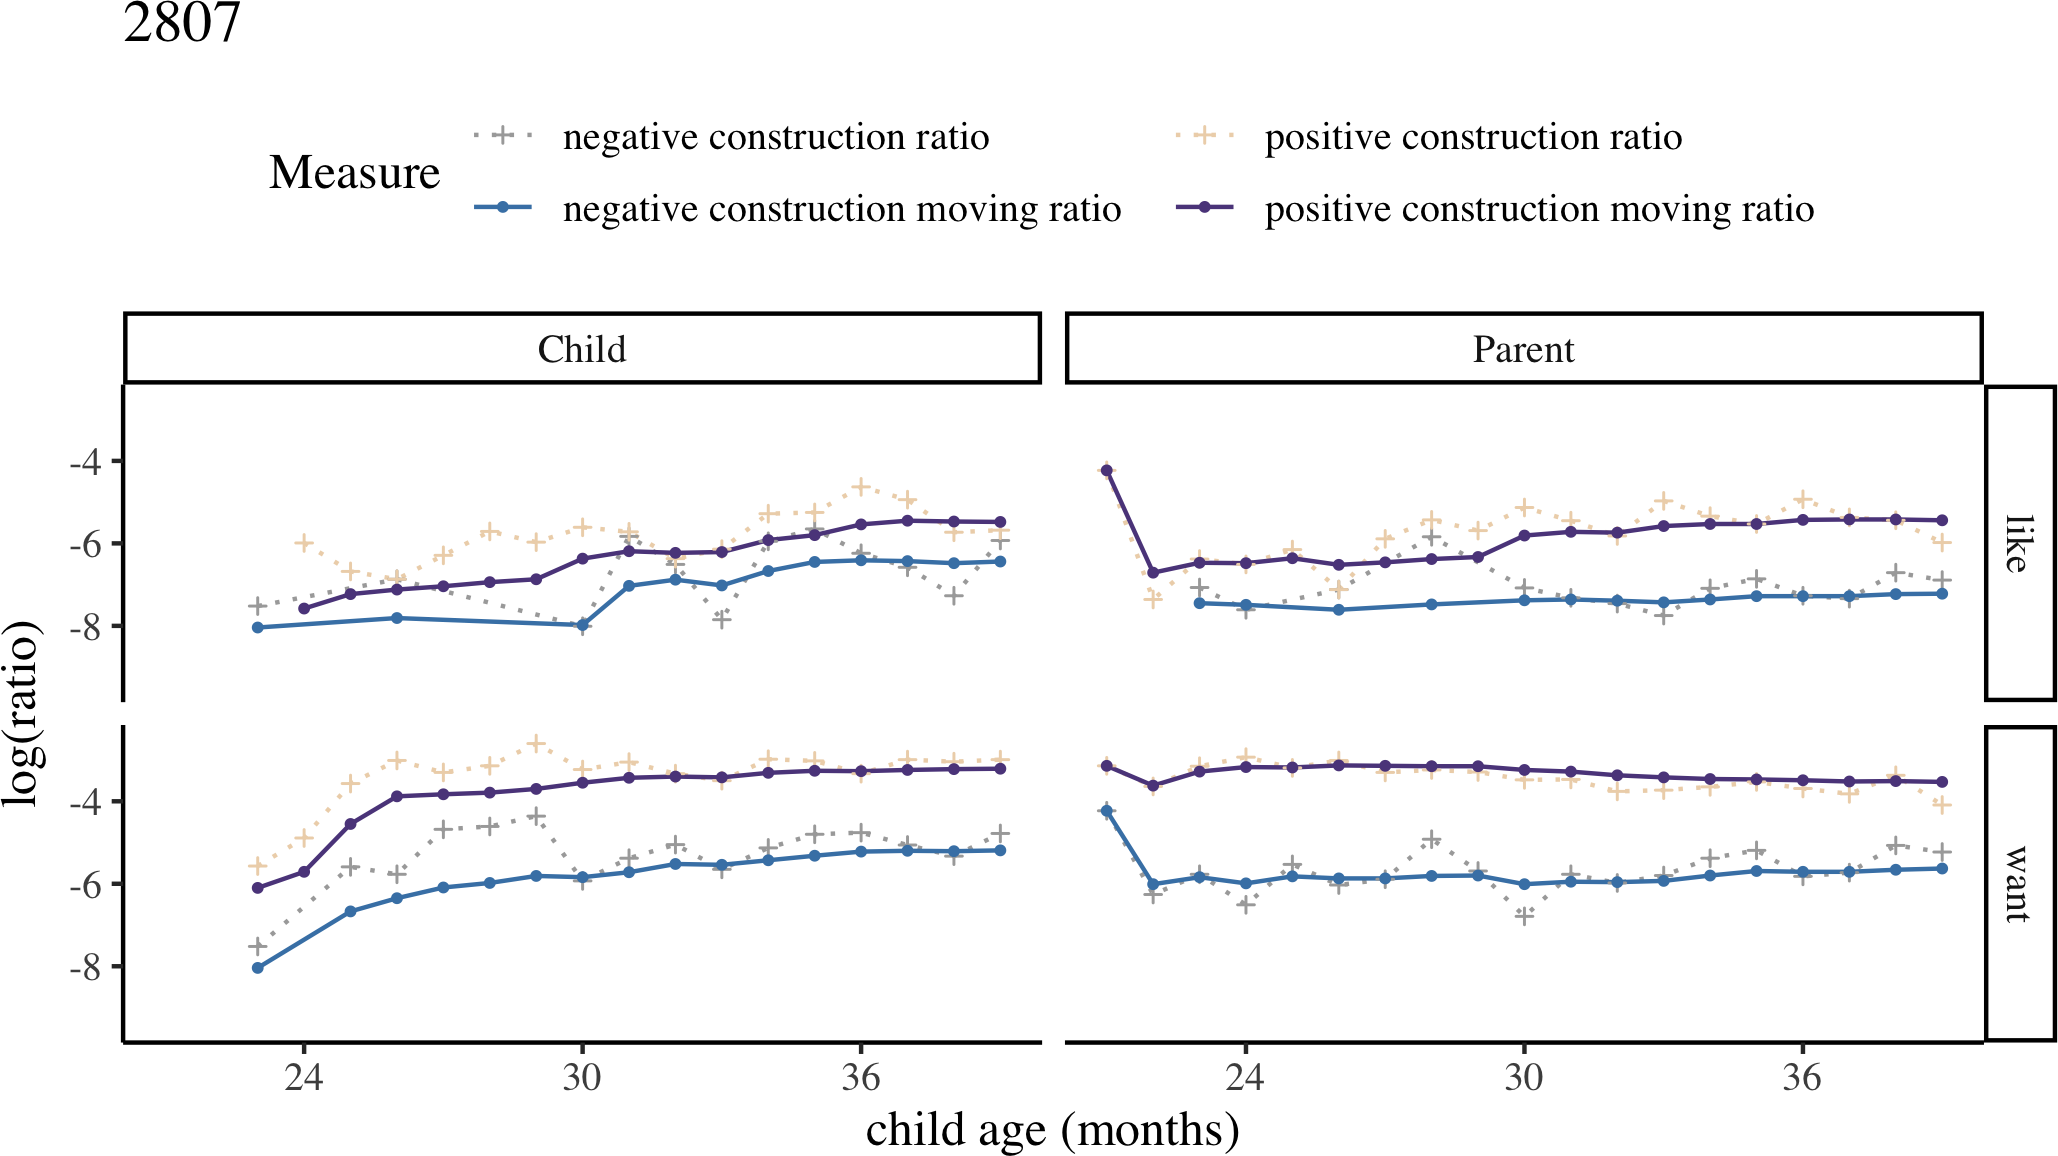 2807
Measure
negative construction ratio
positive construction ratio
negative construction moving ratio
positive construction moving ratio
Child
Parent
-4
-6
-8
like
-4
-6
-8
want
log(ratio)
24
30
36
24
30
36
child age (months)